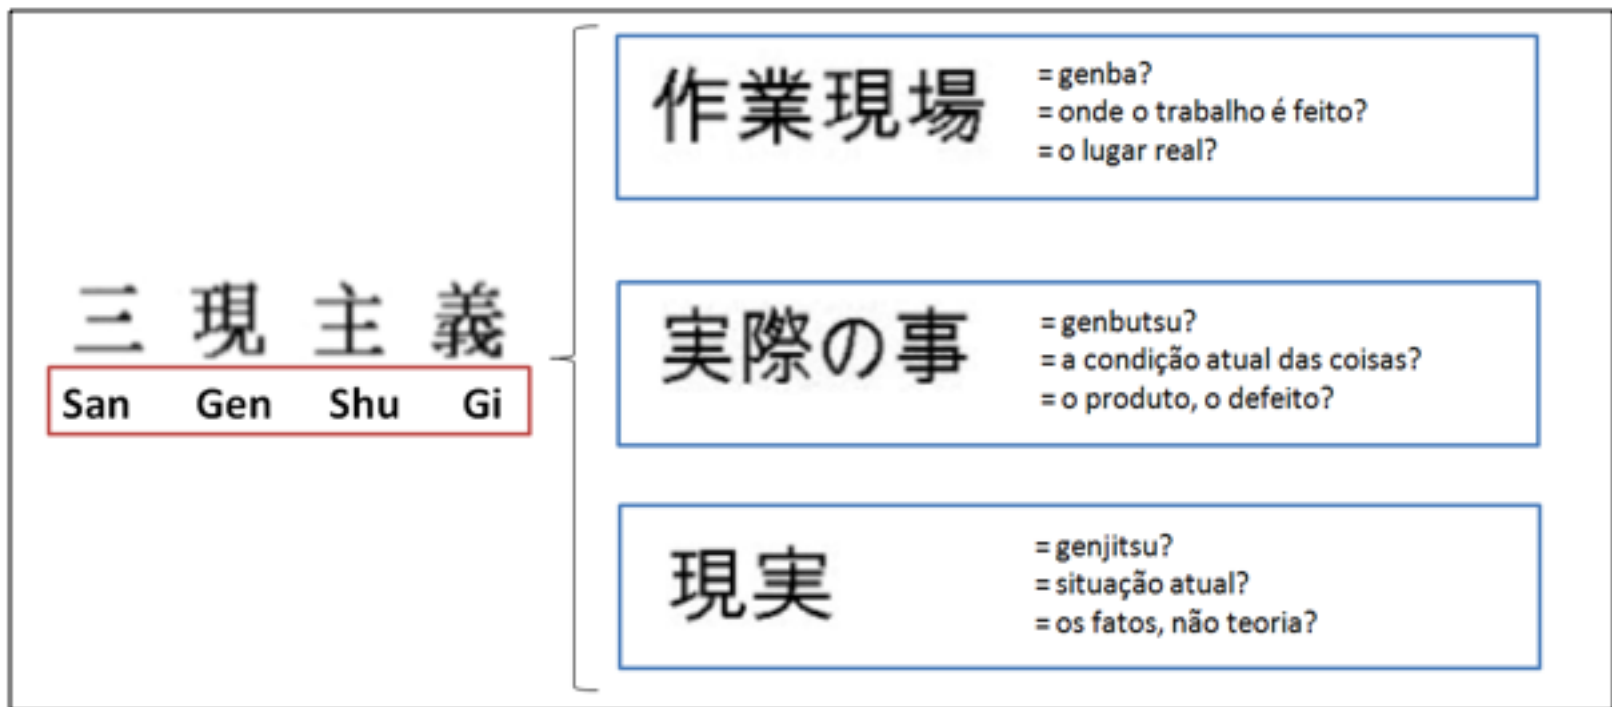 三 現 主 義
San Gen Shu Gi
作業現場
= genba?
= onde o trabalho é feito?
= o lugar real?
実際の事
= genbutsu?
= a condição atual das coisas?
= o produto, o defeito?
現実
= genjitsu?
= situação atual?
= os fatos, não teoria?